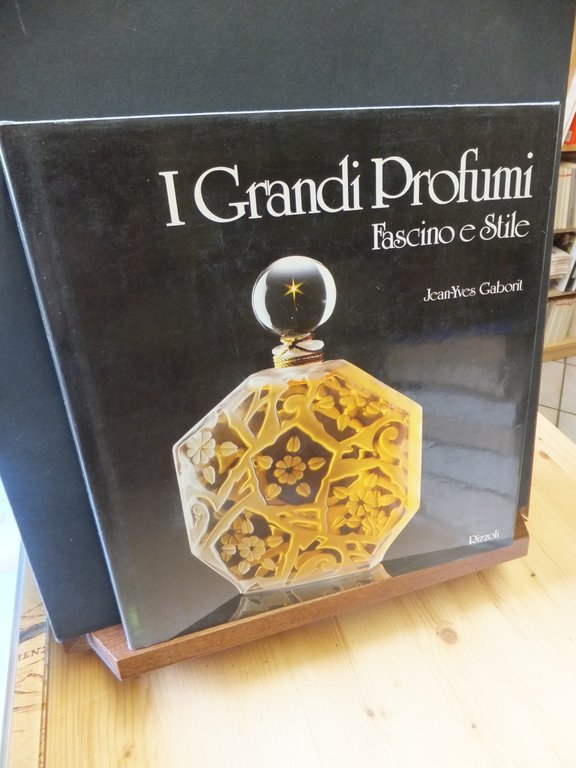 I Grandi Profumi
Fascino e Stile
Jean-Yves Gaborit
Rizzoli